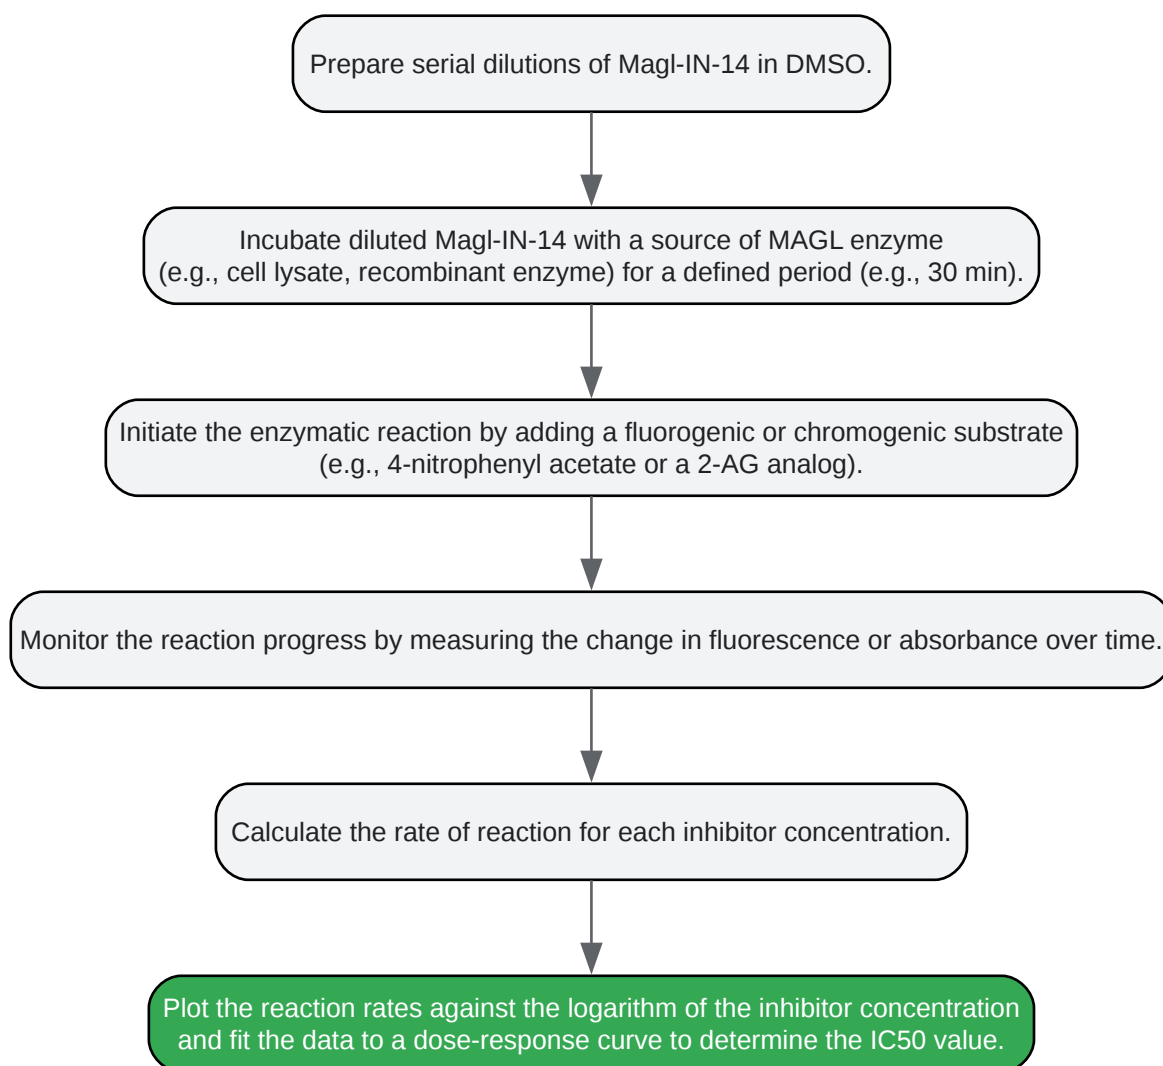 Prepare serial dilutions of Magl-IN-14 in DMSO.
Incubate diluted Magl-IN-14 with a source of MAGL enzyme
(e.g., cell lysate, recombinant enzyme) for a defined period (e.g., 30 min).
Initiate the enzymatic reaction by adding a fluorogenic or chromogenic substrate
(e.g., 4-nitrophenyl acetate or a 2-AG analog).
Monitor the reaction progress by measuring the change in fluorescence or absorbance over time.
Calculate the rate of reaction for each inhibitor concentration.
Plot the reaction rates against the logarithm of the inhibitor concentration
and fit the data to a dose-response curve to determine the IC50 value.